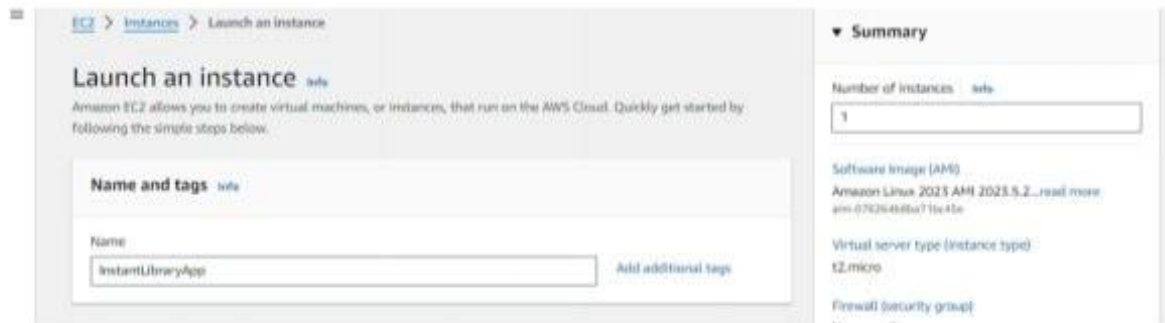 EC2 > Instances > Launch an instance
Launch an instance Info
Amazon EC2 allows you to create virtual machines, or instances, that run on the AWS Cloud. Quickly get started by
following the simple steps below.
Name and tags Info
Name
InstantLibraryApp
Add additional tags
▼ Summary
Number of instances Info
1
Software Image (AMI)
Amazon Linux 2023 AMI 2023.5.2...read more
Virtual server type (instance type)
t2.micro
Firewall (security group)